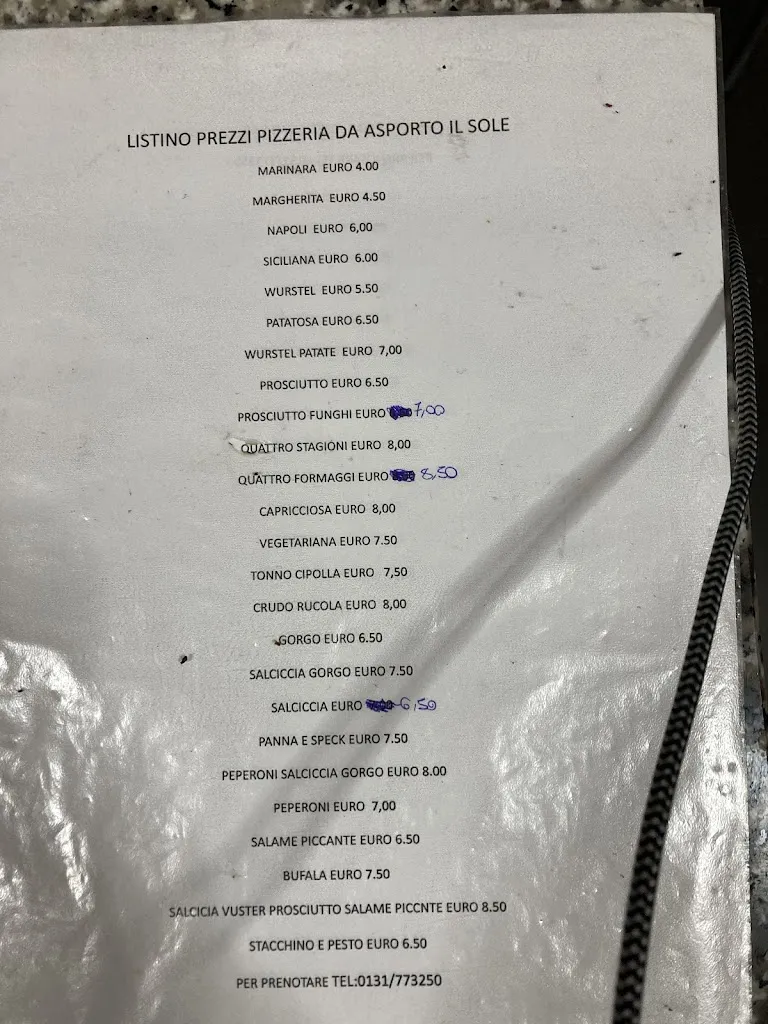 LISTINO PREZZI PIZZERIA DA ASPORTO IL SOLE
MARINARA EURO 4.00
MARGHERITA EURO 4.50
NAPOLI EURO 6,00
SICILIANA EURO 6.00
WURSTEL EURO 5.50
PATATOSA EURO 6.50
WURSTEL PATATE EURO 7,00
PROSCIUTTO EURO 6.50
PROSCIUTTO FUNGHI EURO 7,00
QUATTRO STAGIONI EURO 8,00
QUATTRO FORMAGGI EURO 8,50
CAPRICCIOSA EURO 8,00
VEGETARIANA EURO 7.50
TONNO CIPOLLA EURO 7,50
CRUDO RUCOLA EURO 8,00
GORGO EURO 6.50
SALCICCIA GORGO EURO 7.50
SALCICCIA EURO 6,50
PANNA E SPECK EURO 7.50
PEPERONI SALCICCIA GORGO EURO 8.00
PEPERONI EURO 7,00
SALAME PICCANTE EURO 6.50
BUFALA EURO 7.50
SALCICIA VUSTER PROSCIUTTO SALAME PICCNTE EURO 8.50
STACCHINO E PESTO EURO 6.50
PER PRENOTARE TEL:0131/773250